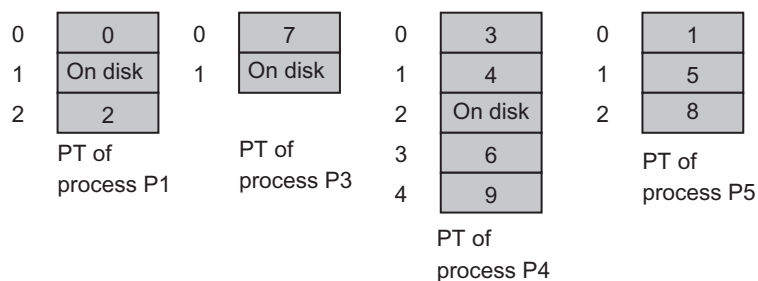 0 0 0 7 0 3 0 1
1 On disk 1 On disk 1 4 1 5
2 2 2 On disk 2 8
3 6
4 9
PT of
process P1
PT of
process P3
PT of
process P4
PT of
process P5